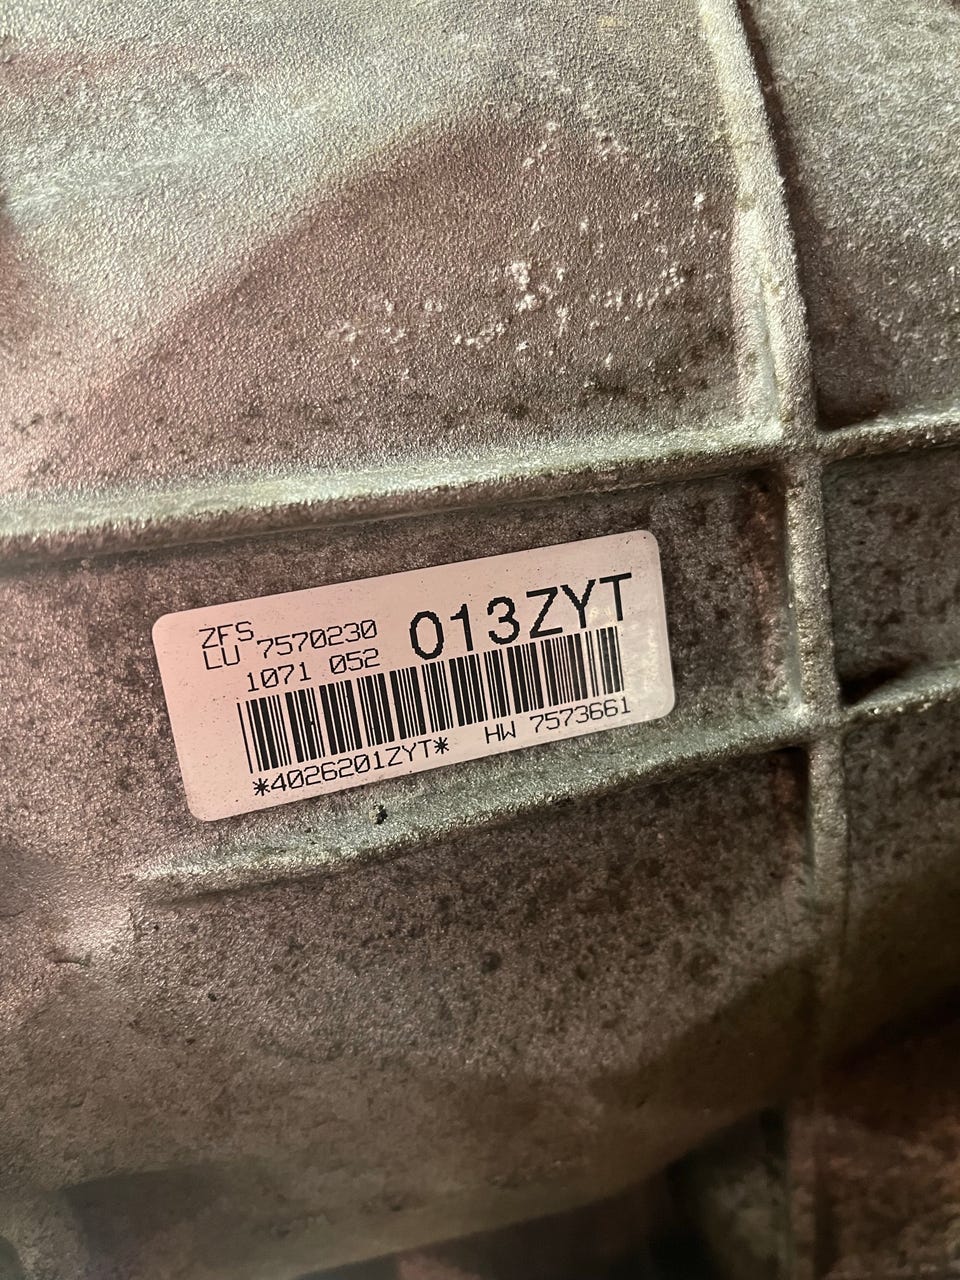 ZFS
LU 7570230 013ZYT
1071 052
*4026201ZYT* HW 7573661